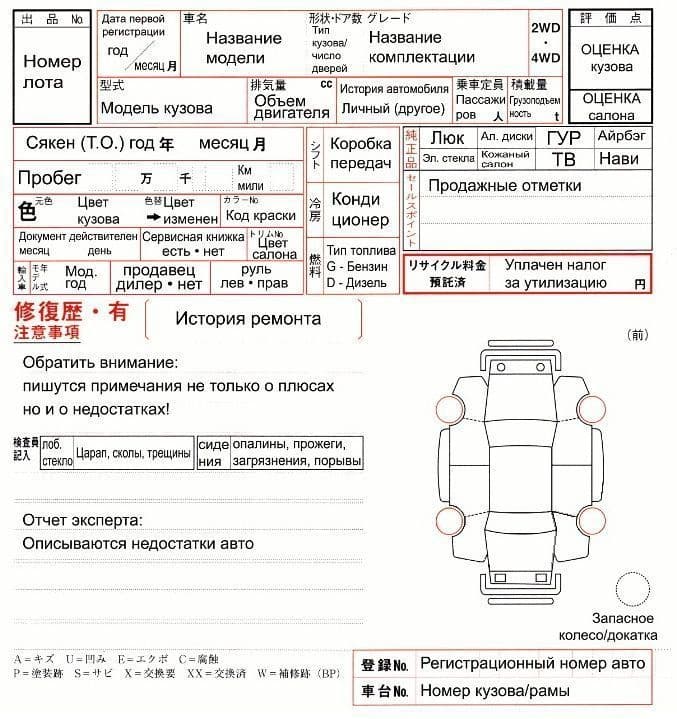 出品 No.
Номер
лота
Дата первой
регистрации
год
месяц 月
車名
Название
модели
形状・ドア数 グレード
Тип
кузова/
число
дверей
Название
комплектации
2WD
・
4WD
評価点
ОЦЕНКА
кузова
ОЦЕНКА
салона
型式
Модель кузова
排気量 cc
Объем
двигателя
История автомобиля
Личный (другое)
乗車定員
Пассажи
ров 人
積載量
Грузоподъем
ность t
Сякен (Т.О.) год 年 месяц 月
Пробег 万 千 Км
мили
色 元色 Цвет
кузова
色替 Цвет
➔ изменен
カラーNo
Код краски
Документ действителен
месяц день
Сервисная книжка
есть · нет
トリムNo
Цвет
салона
輸入車
モデル年式
Мод.
год
продавец
дилер · нет
руль
лев · прав
シフト
Коробка
передач
冷房
Конди
ционер
燃料
Тип топлива
G - Бензин
D - Дизель
純正品
Люк Ал. диски ГУР Айрбэг
Эл. стекла Кожаный
салон ТВ Нави
セールスポイント
Продажные отметки
リサイクル料金
預託済
Уплачен налог
за утилизацию 円
修復歴・有
注意事項
История ремонта
(前)
Обратить внимание:
пишутся примечания не только о плюсах
но и о недостатках!
検査員
記入
лоб.
стекло
Царап, сколы, трещины
сиде
ния
опалины, прожеги,
загрязнения, порывы
Отчет эксперта:
Описываются недостатки авто
Запасное
колесо/докатка
A=キズ U=凹み E=エクボ C=腐蝕
P=塗装跡 S=サビ X=交換要 XX=交換済 W=補修跡 (BP)
登録No. Регистрационный номер авто
車台No. Номер кузова/рамы